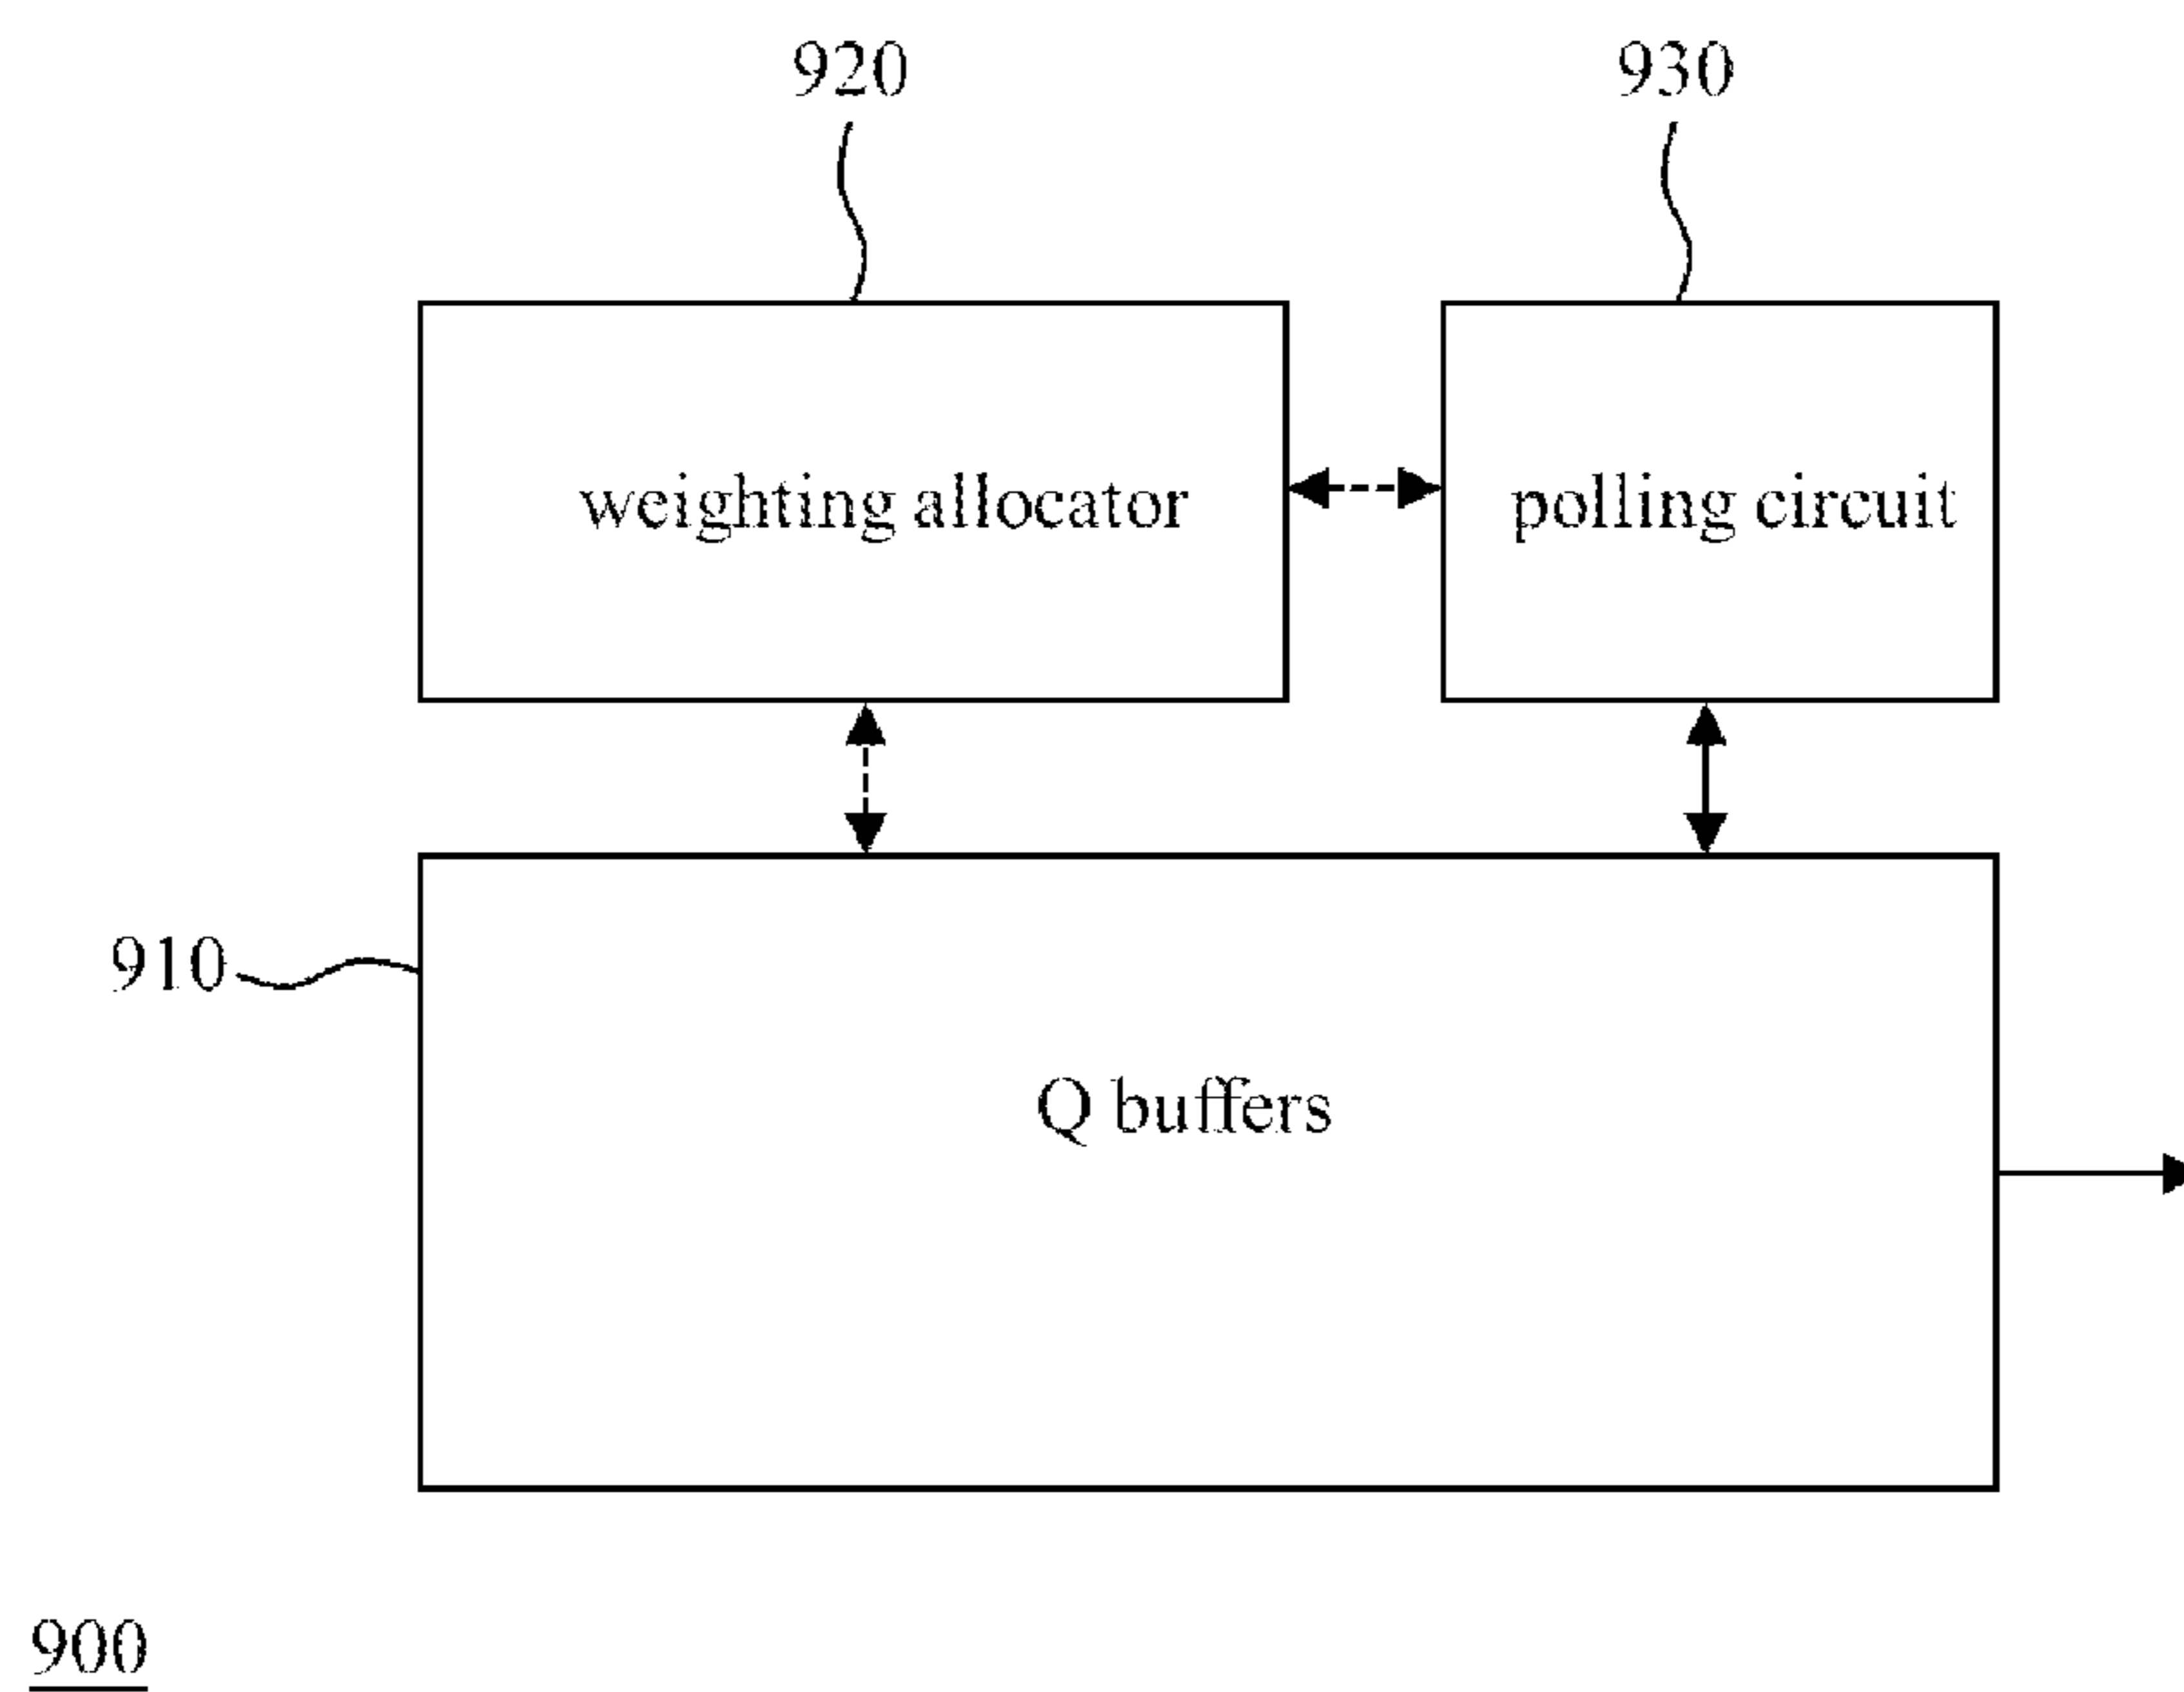 920
930
weighting allocator
polling circuit
910
Q buffers
900